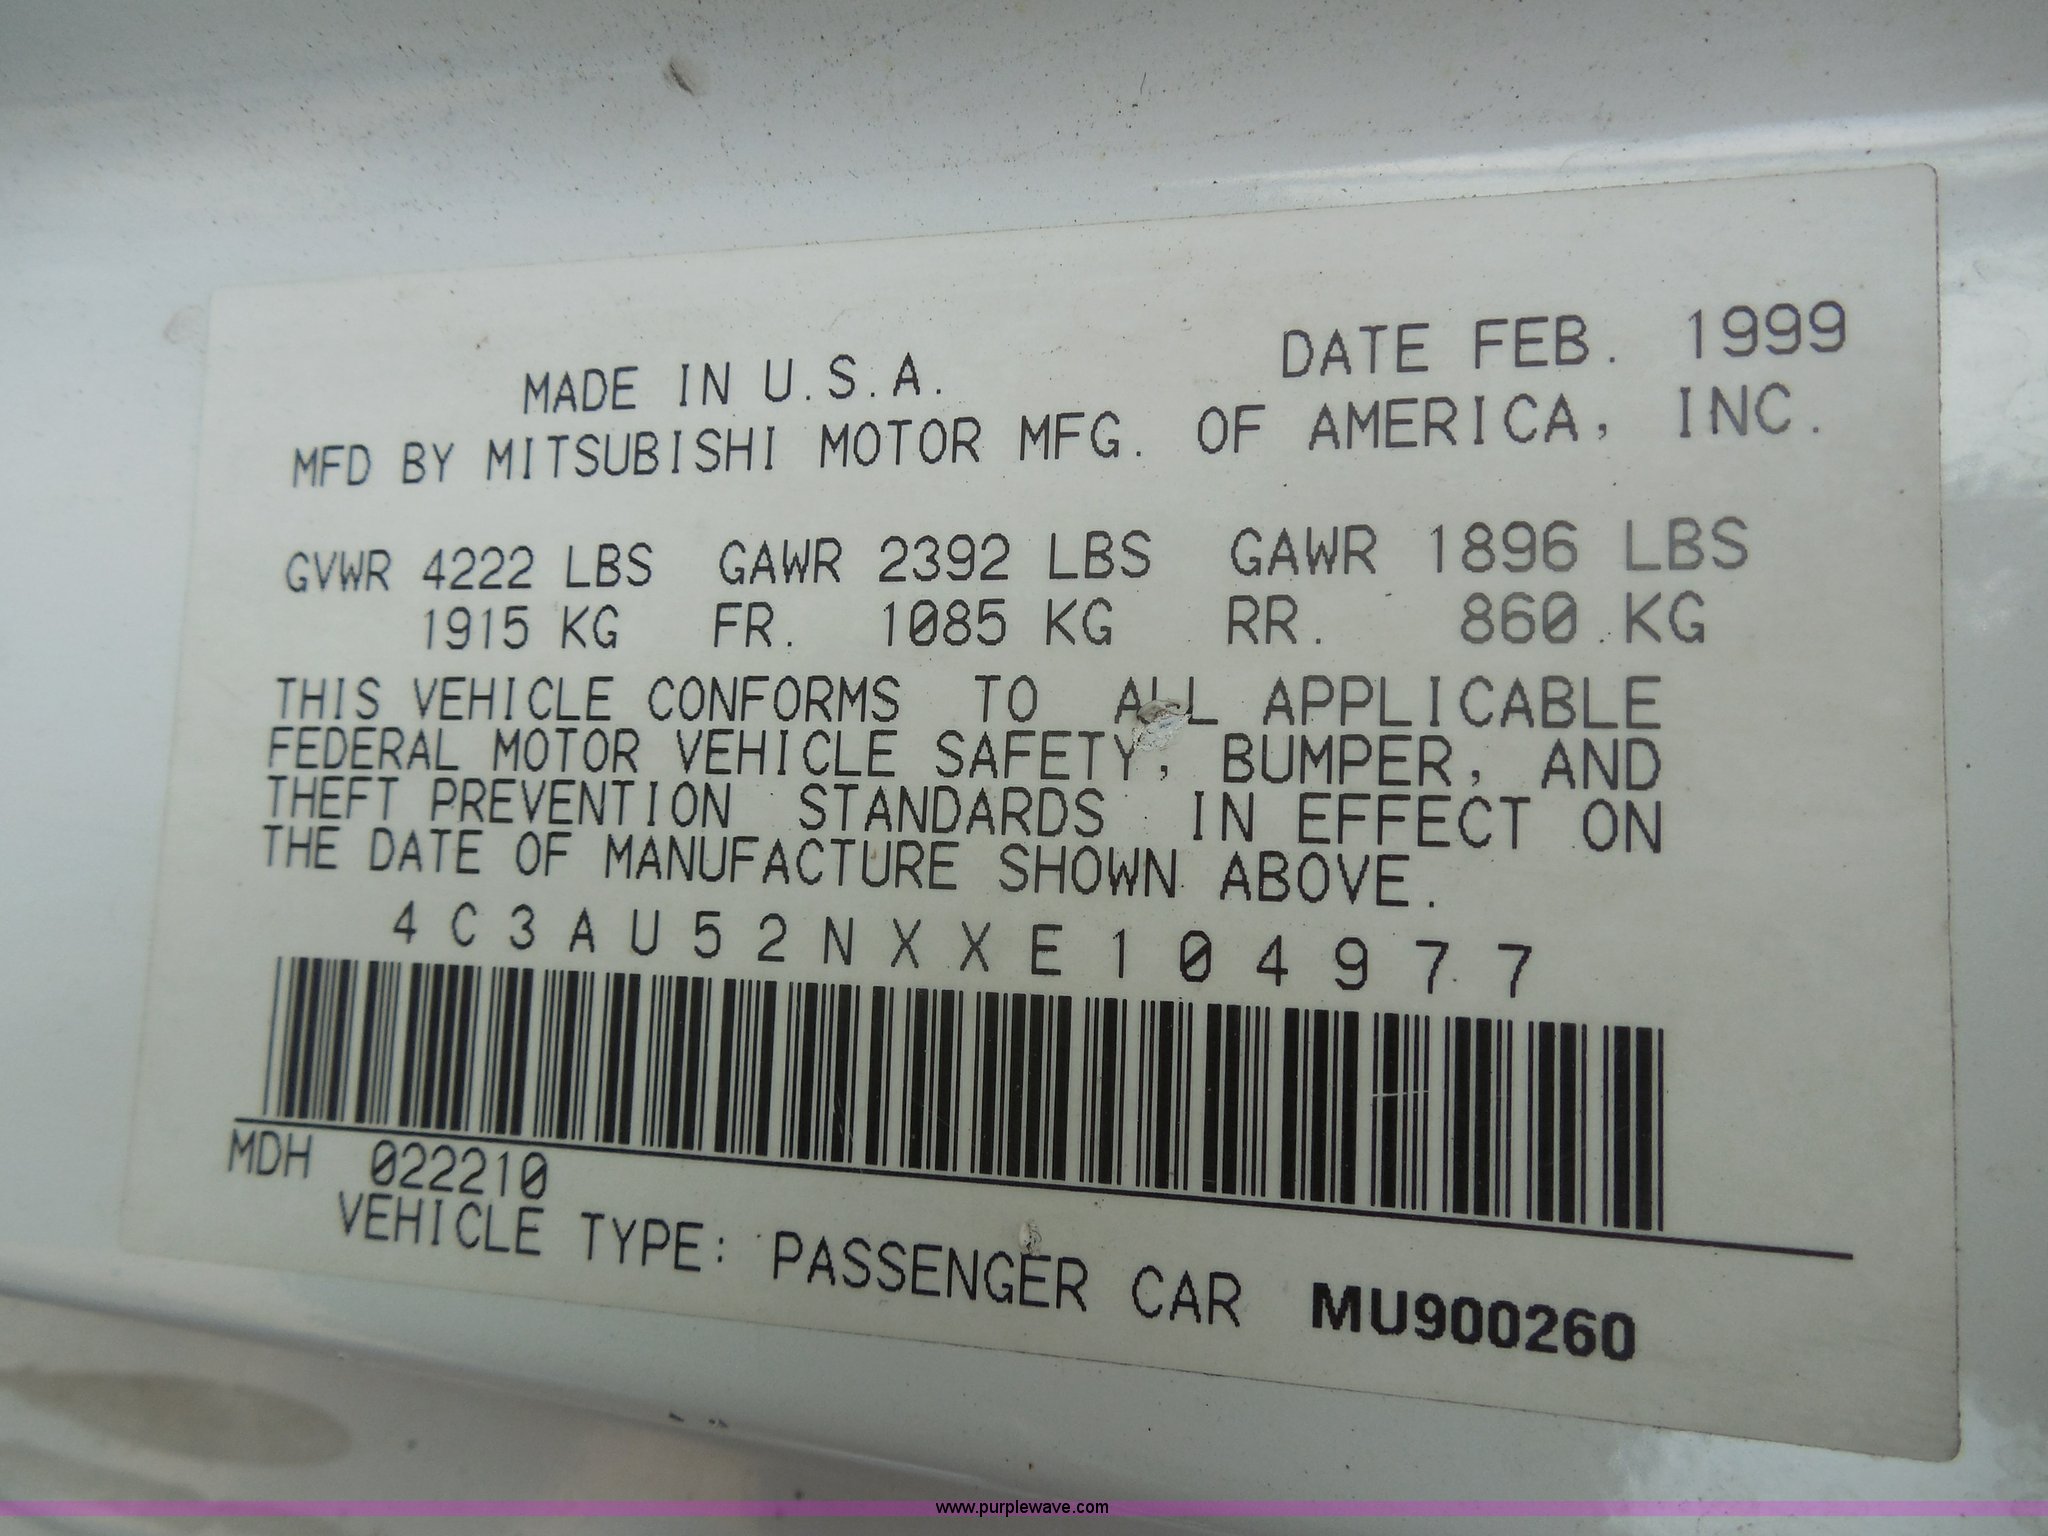 MADE IN U.S.A. DATE FEB. 1999
MFD BY MITSUBISHI MOTOR MFG. OF AMERICA, INC.
GVWR 4222 LBS GAWR 2392 LBS GAWR 1896 LBS
1915 KG FR. 1085 KG RR. 860 KG
THIS VEHICLE CONFORMS TO ALL APPLICABLE
FEDERAL MOTOR VEHICLE SAFETY, BUMPER, AND
THEFT PREVENTION STANDARDS IN EFFECT ON
THE DATE OF MANUFACTURE SHOWN ABOVE.
4C3AU52NXXE104977
MDH 022210
VEHICLE TYPE: PASSENGER CAR MU900260
www.purplewave.com